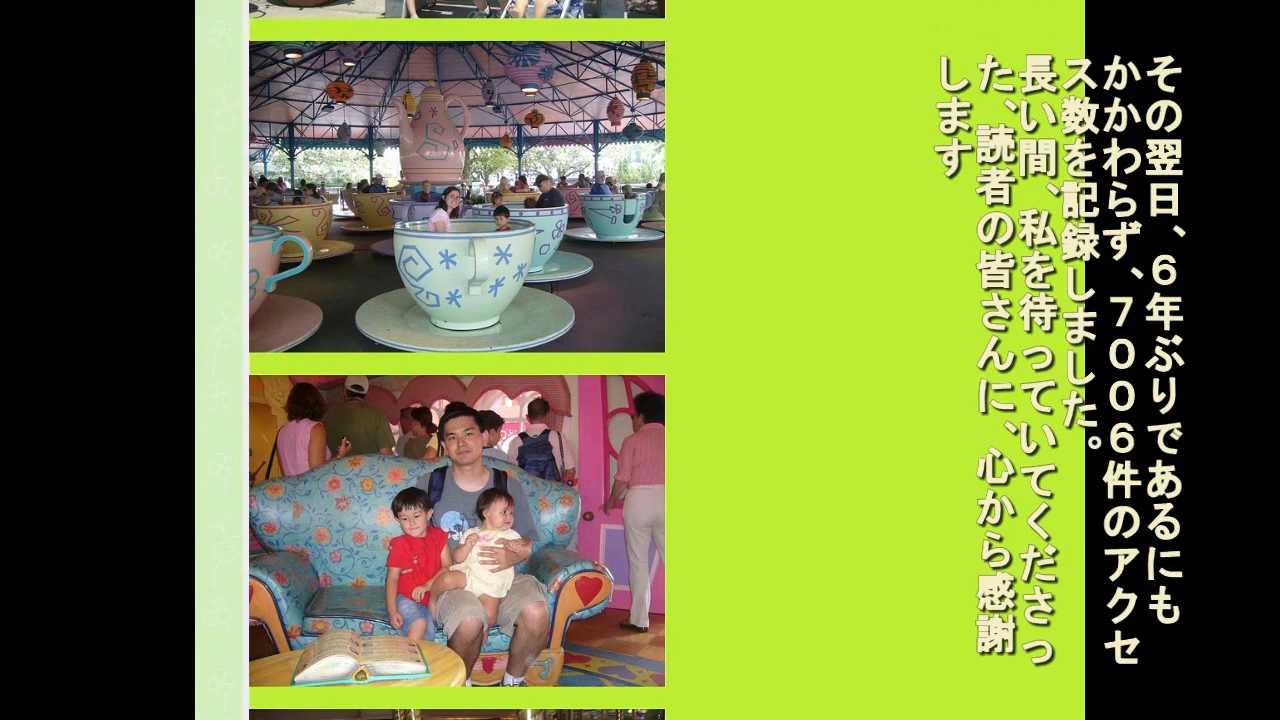 その翌日、６年ぶりであるにも
かかわらず、７００６件のアクセ
ス数を記録しました。
長い間、私を待っていてくださっ
た、読者の皆さんに、心から感謝
します